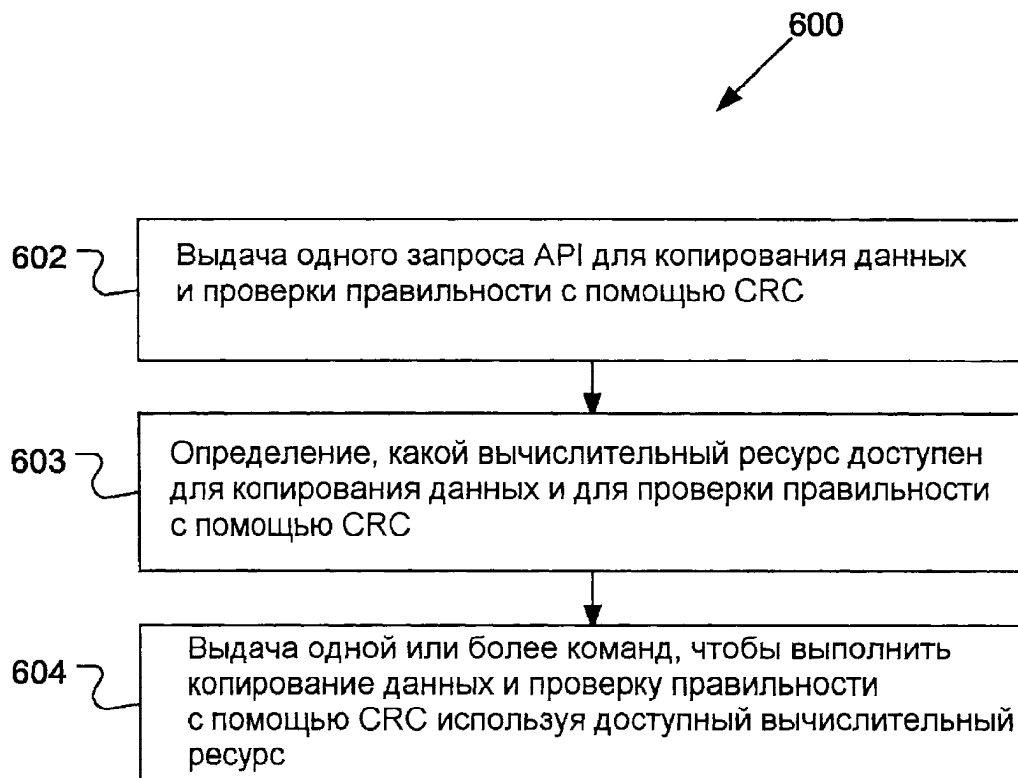 600
602
Выдача одного запроса API для копирования данных
и проверки правильности с помощью CRC
603
Определение, какой вычислительный ресурс доступен
для копирования данных и для проверки правильности
с помощью CRC
604
Выдача одной или более команд, чтобы выполнить
копирование данных и проверку правильности
с помощью CRC используя доступный вычислительный
ресурс